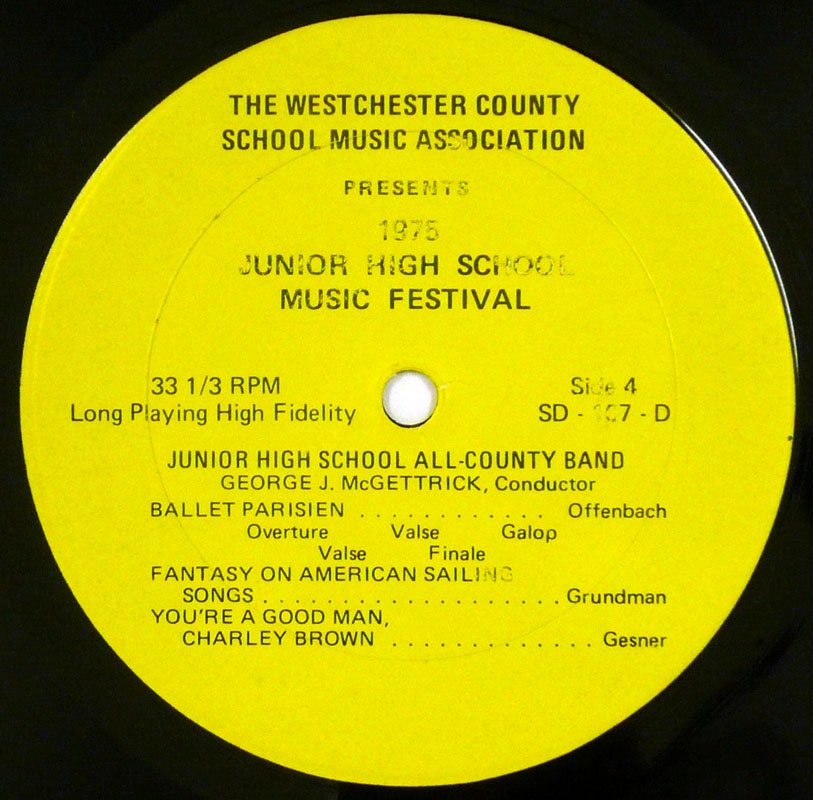 THE WESTCHESTER COUNTY
SCHOOL MUSIC ASSOCIATION
PRESENTS
1975
JUNIOR HIGH SCHOOL
MUSIC FESTIVAL
33 1/3 RPM
Long Playing High Fidelity
Side 4
SD - 107 - D
JUNIOR HIGH SCHOOL ALL-COUNTY BAND
GEORGE J. McGETTRICK, Conductor
BALLET PARISIEN . . . . . . . . . . . . Offenbach
Overture Valse Galop
Valse Finale
FANTASY ON AMERICAN SAILING
SONGS . . . . . . . . . . . . . . . . . . . . Grundman
YOU'RE A GOOD MAN,
CHARLEY BROWN . . . . . . . . . . . . . Gesner